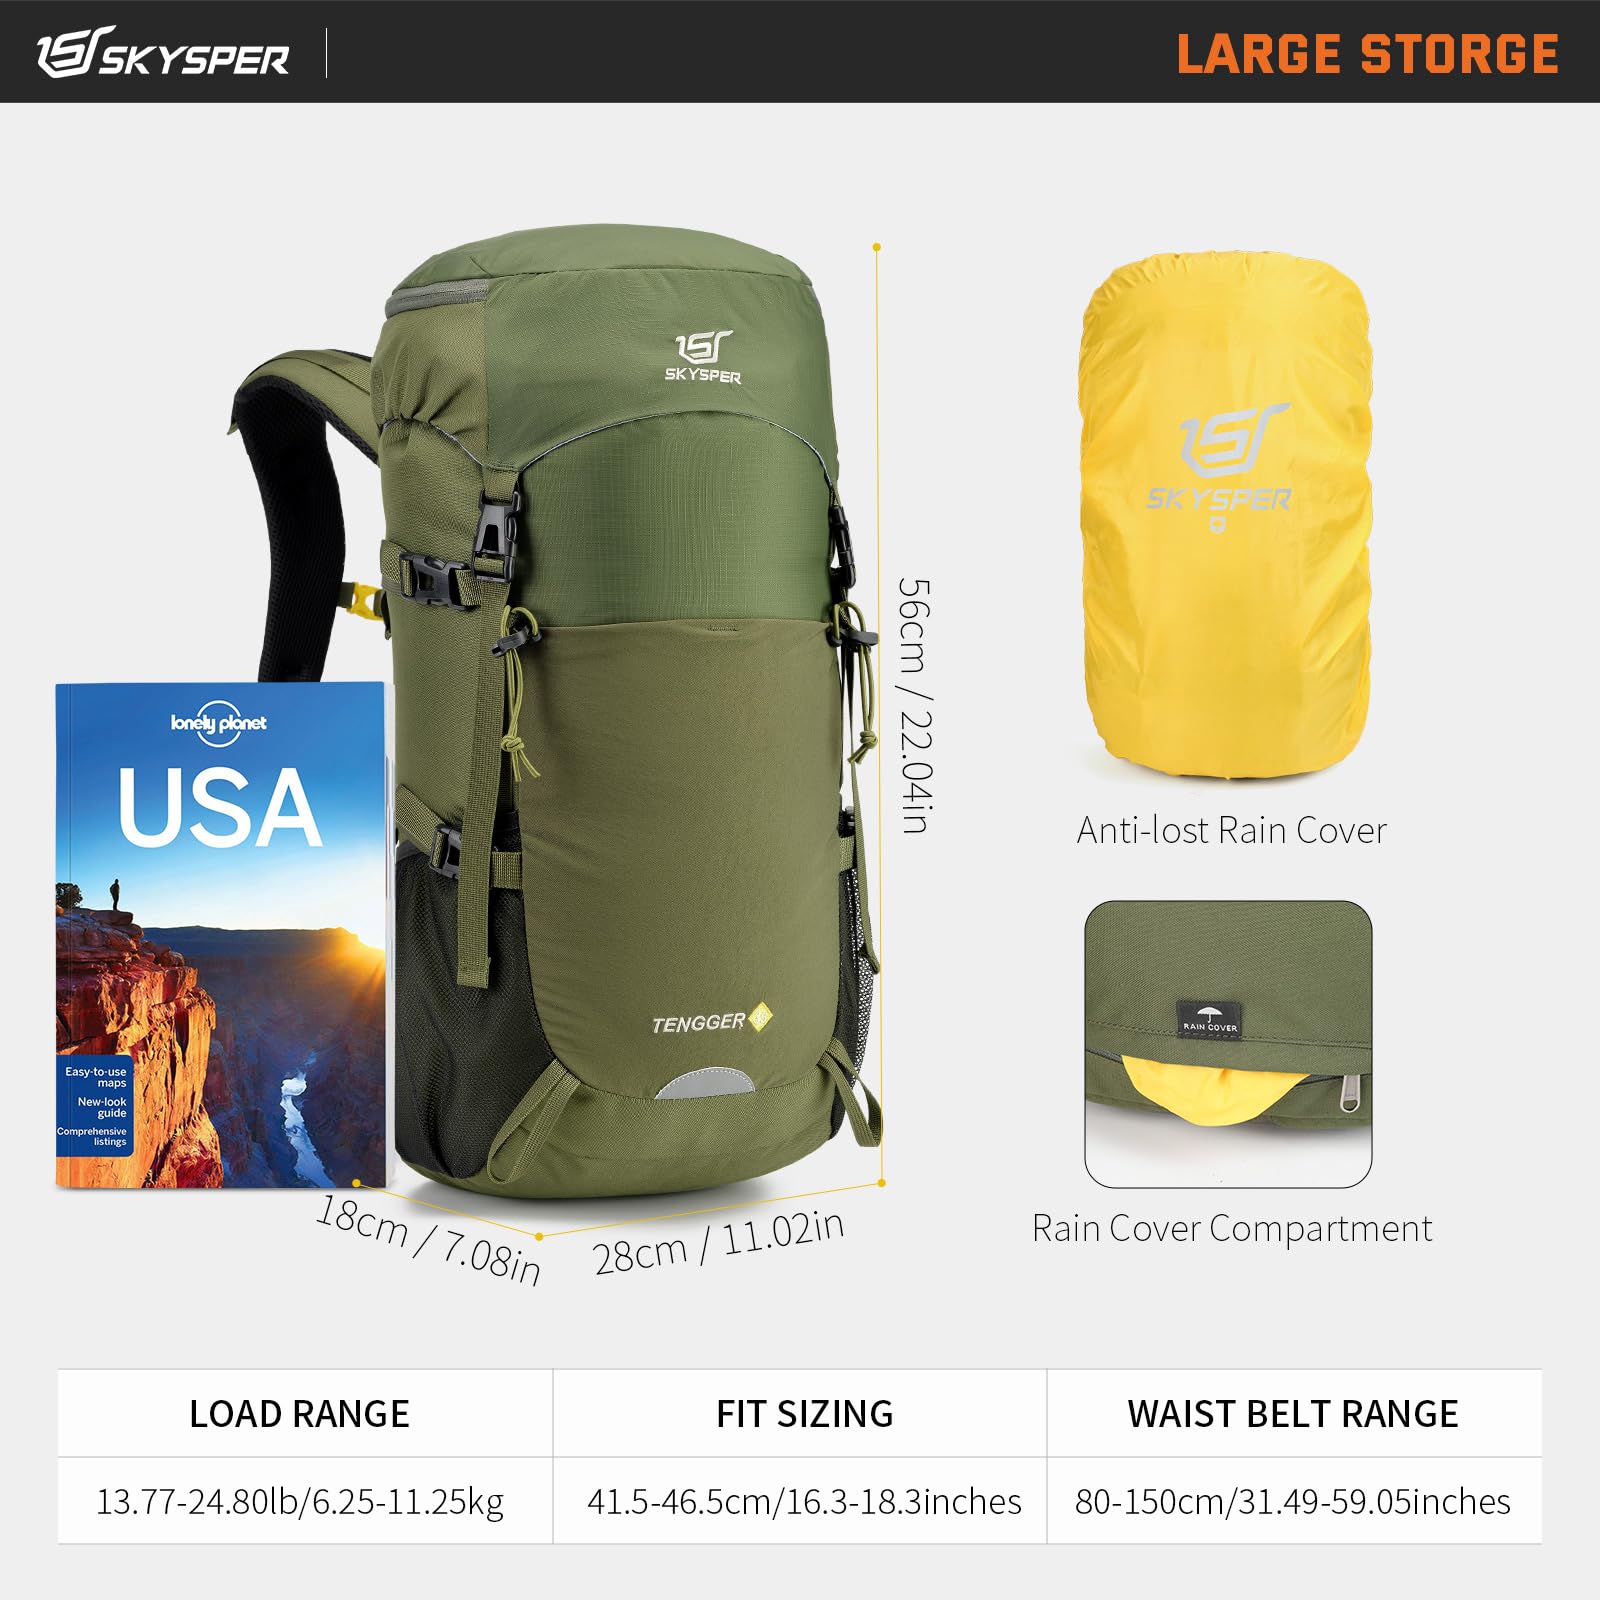 SKYSPER
LARGE STORGE
SKYSPER
SKYSPER
lonely planet
USA
56cm / 22.04in
Anti-lost Rain Cover
RAIN COVER
TENGGER
Easy-to-use
maps
New-look
guide
Comprehensive
listings
18cm / 7.08in
28cm / 11.02in
Rain Cover Compartment
LOAD RANGE
FIT SIZING
WAIST BELT RANGE
13.77-24.80lb/6.25-11.25kg
41.5-46.5cm/16.3-18.3inches
80-150cm/31.49-59.05inches